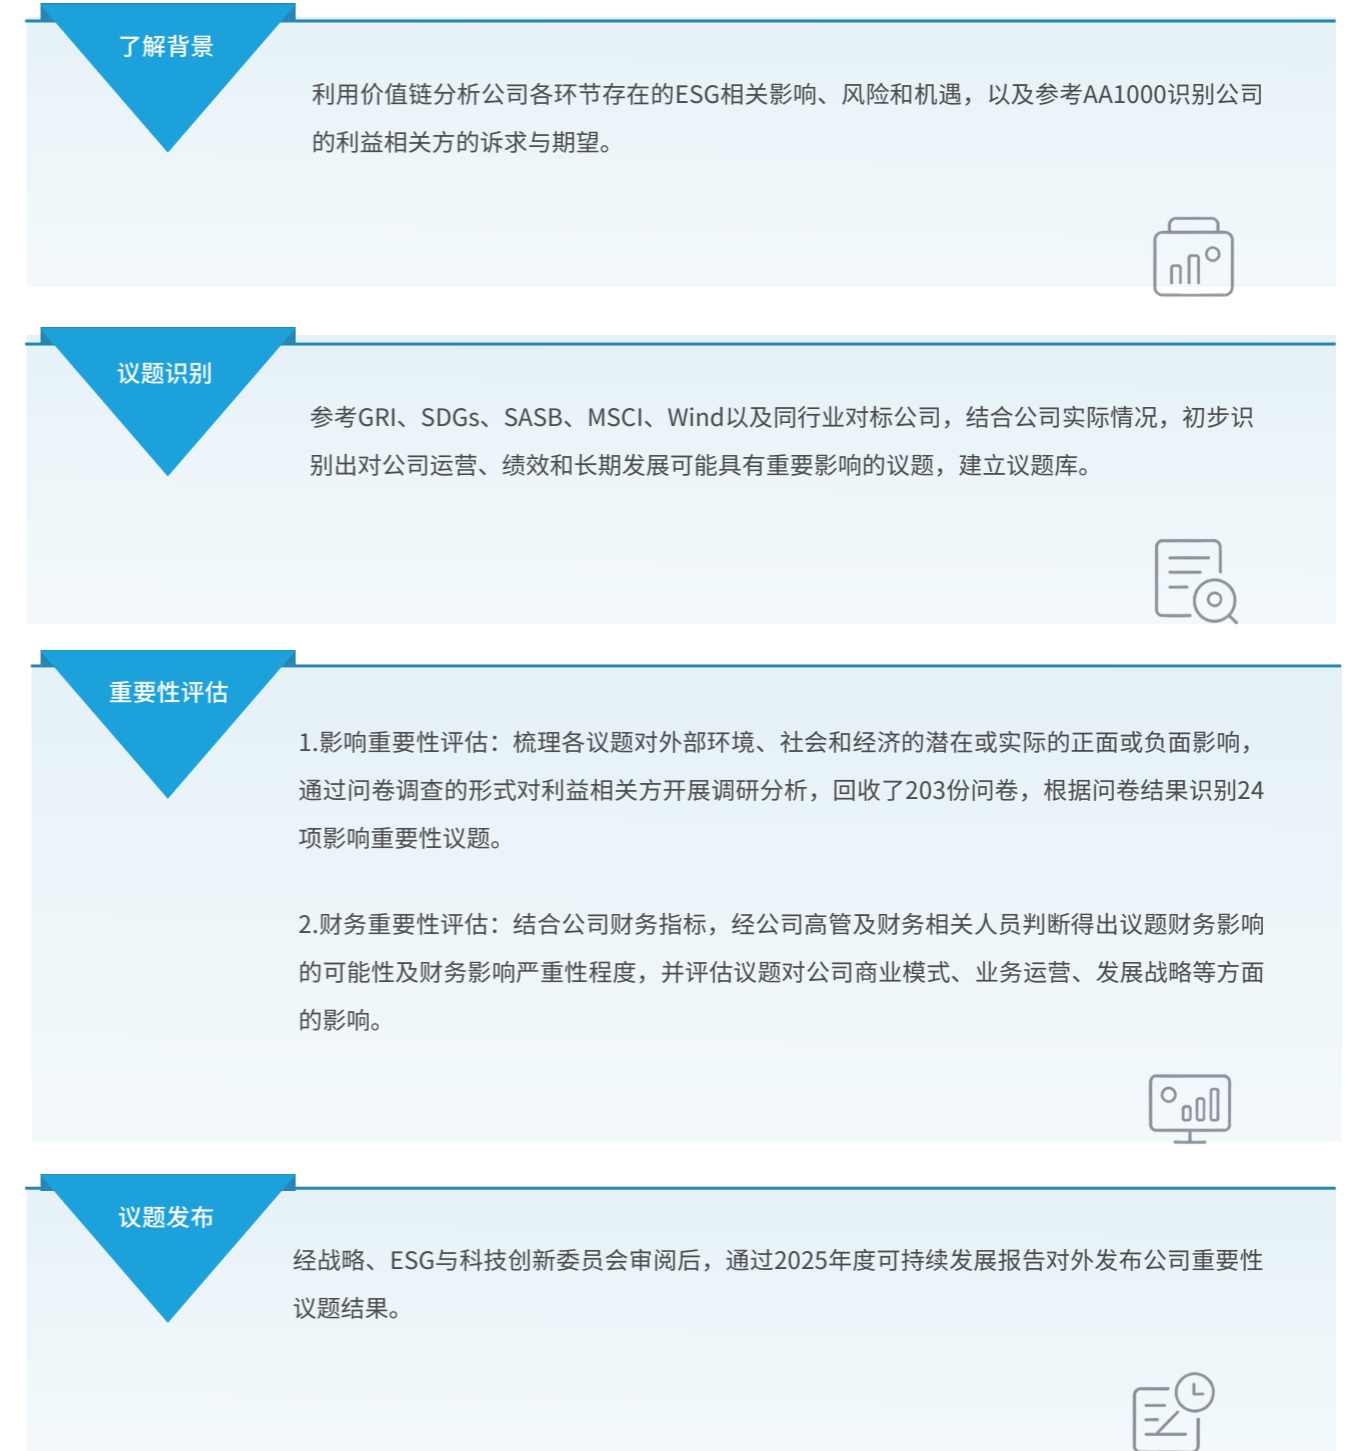 了解背景
利用价值链分析公司各环节存在的ESG相关影响、风险和机遇，以及参考AA1000识别公司
的利益相关方的诉求与期望。
议题识别
参考GRI、SDGs、SASB、MSCI、Wind以及同行业对标公司，结合公司实际情况，初步识
别出对公司运营、绩效和长期发展可能具有重要影响的议题，建立议题库。
重要性评估
1.影响重要性评估：梳理各议题对外部环境、社会和经济的潜在或实际的正面或负面影响，
通过问卷调查的形式对利益相关方开展调研分析，回收了203份问卷，根据问卷结果识别24
项影响重要性议题。
2.财务重要性评估：结合公司财务指标，经公司高管及财务相关人员判断得出议题财务影响
的可能性及财务影响严重性程度，并评估议题对公司商业模式、业务运营、发展战略等方面
的影响。
议题发布
经战略、ESG与科技创新委员会审阅后，通过2025年度可持续发展报告对外发布公司重要性
议题结果。